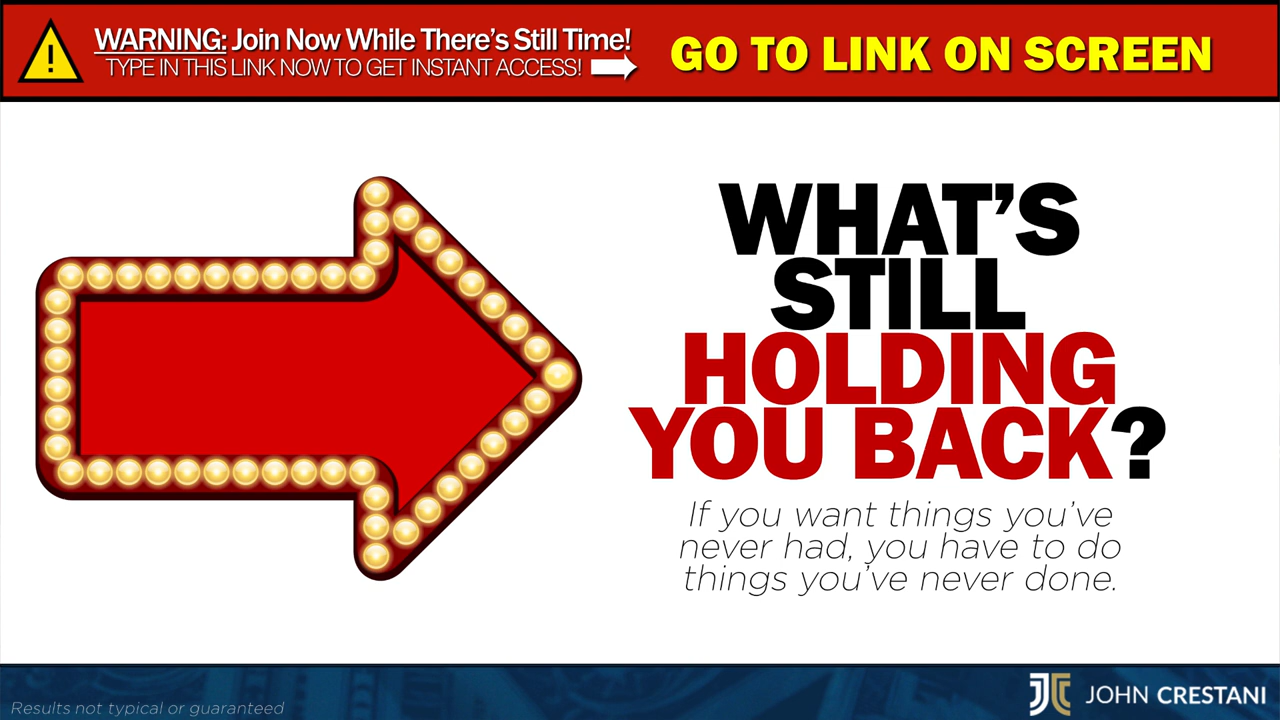 WARNING: Join Now While There's Still Time!
TYPE IN THIS LINK NOW TO GET INSTANT ACCESS!
GO TO LINK ON SCREEN
WHAT'S
STILL
HOLDING
YOU BACK?
If you want things you've
never had, you have to do
things you've never done.
Results not typical or guaranteed
JC JOHN CRESTANI